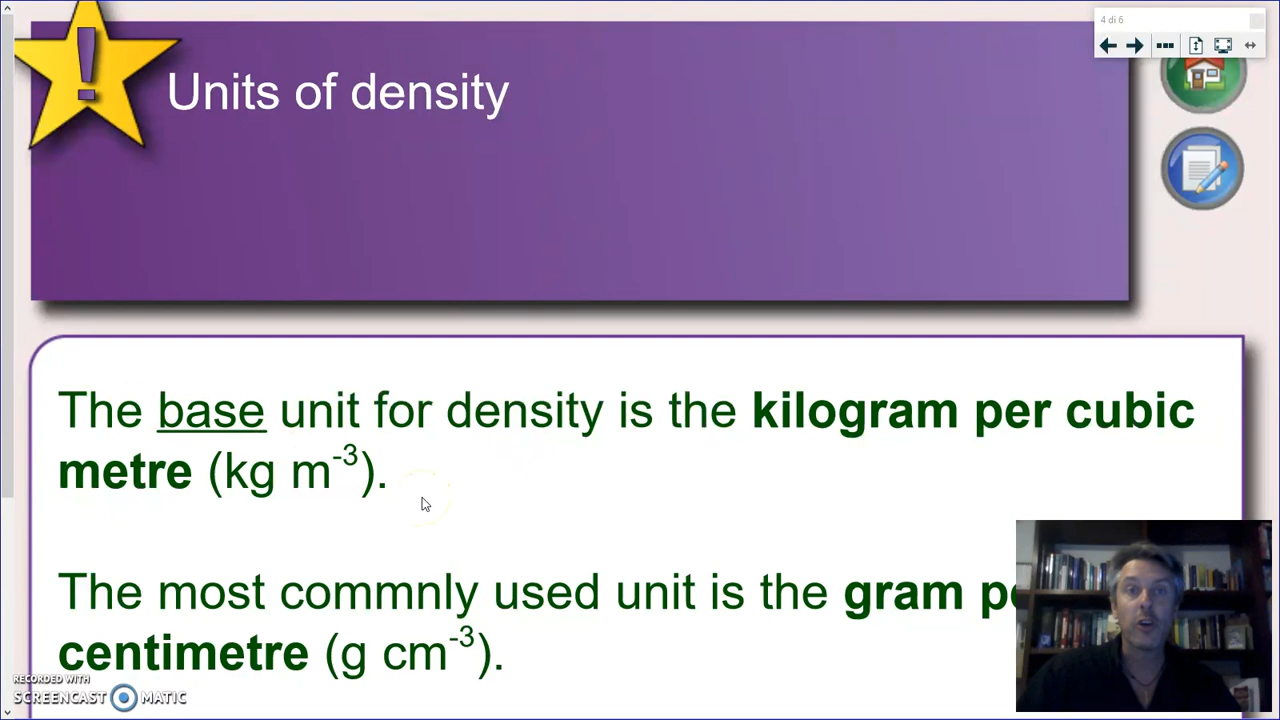 4 di 6
Units of density
The base unit for density is the kilogram per cubic
metre (kg m-3).
The most commnly used unit is the gram
centimetre (g cm-3).
RECORDED WITH
SCREENCAST MATIC